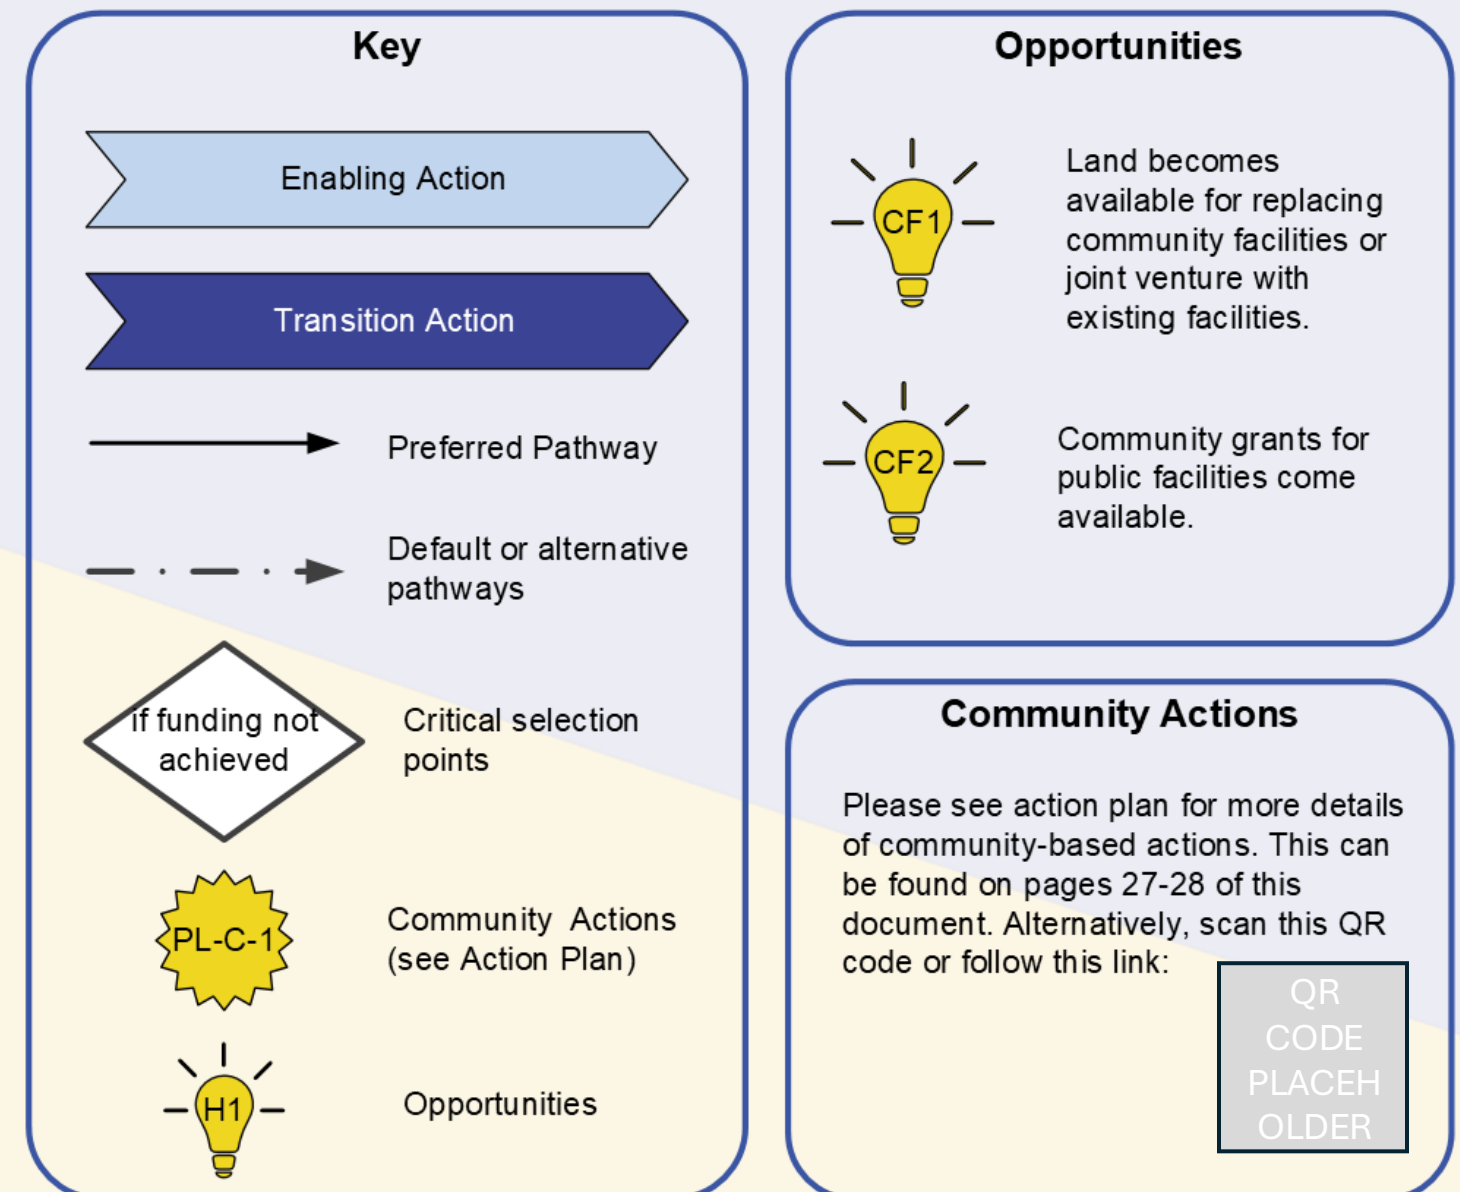 Key
Enabling Action
Transition Action
Preferred Pathway
Default or alternative
pathways
if funding not
achieved
Critical selection
points
PL-C-1
Community Actions
(see Action Plan)
H1
Opportunities
Opportunities
CF1
Land becomes
available for replacing
community facilities or
joint venture with
existing facilities.
CF2
Community grants for
public facilities come
available.
Community Actions
Please see action plan for more details
of community-based actions. This can
be found on pages 27-28 of this
document. Alternatively, scan this QR
code or follow this link:
QR
CODE
PLACEH
OLDER